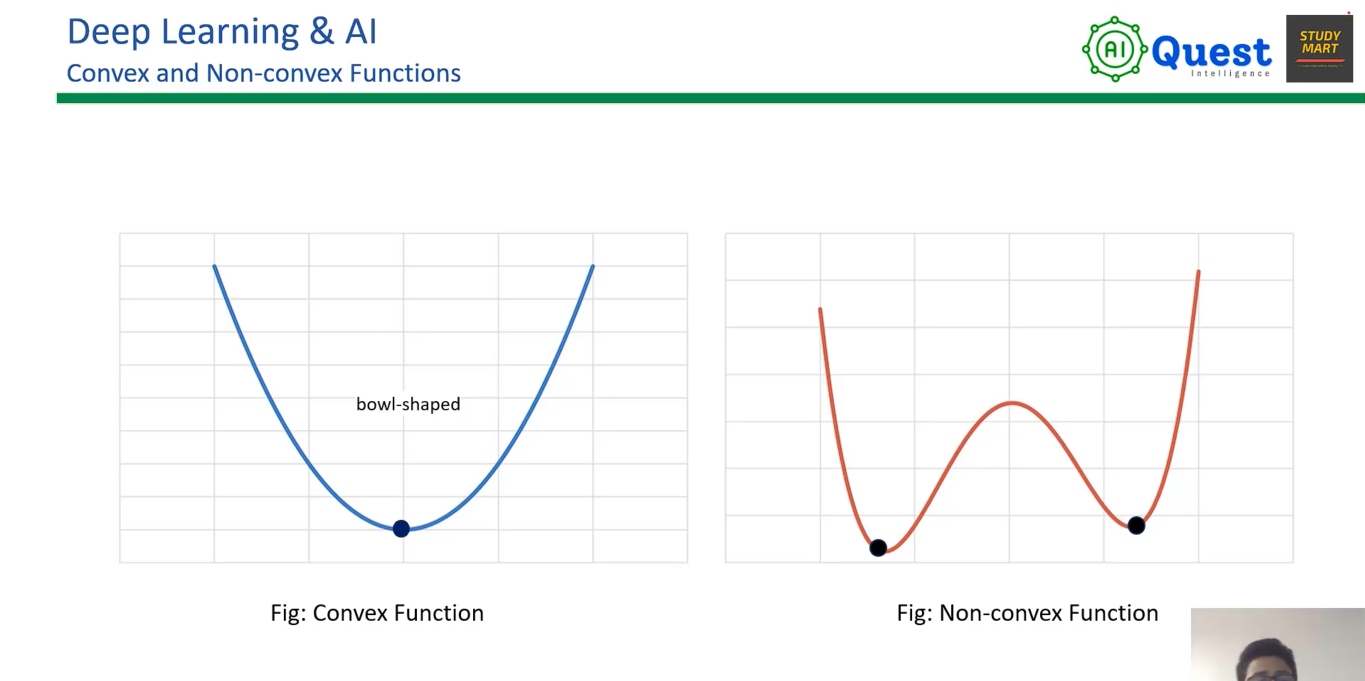 Deep Learning & AI
Convex and Non-convex Functions
AI Quest
Intelligence
STUDY
MART
bowl-shaped
Fig: Convex Function
Fig: Non-convex Function